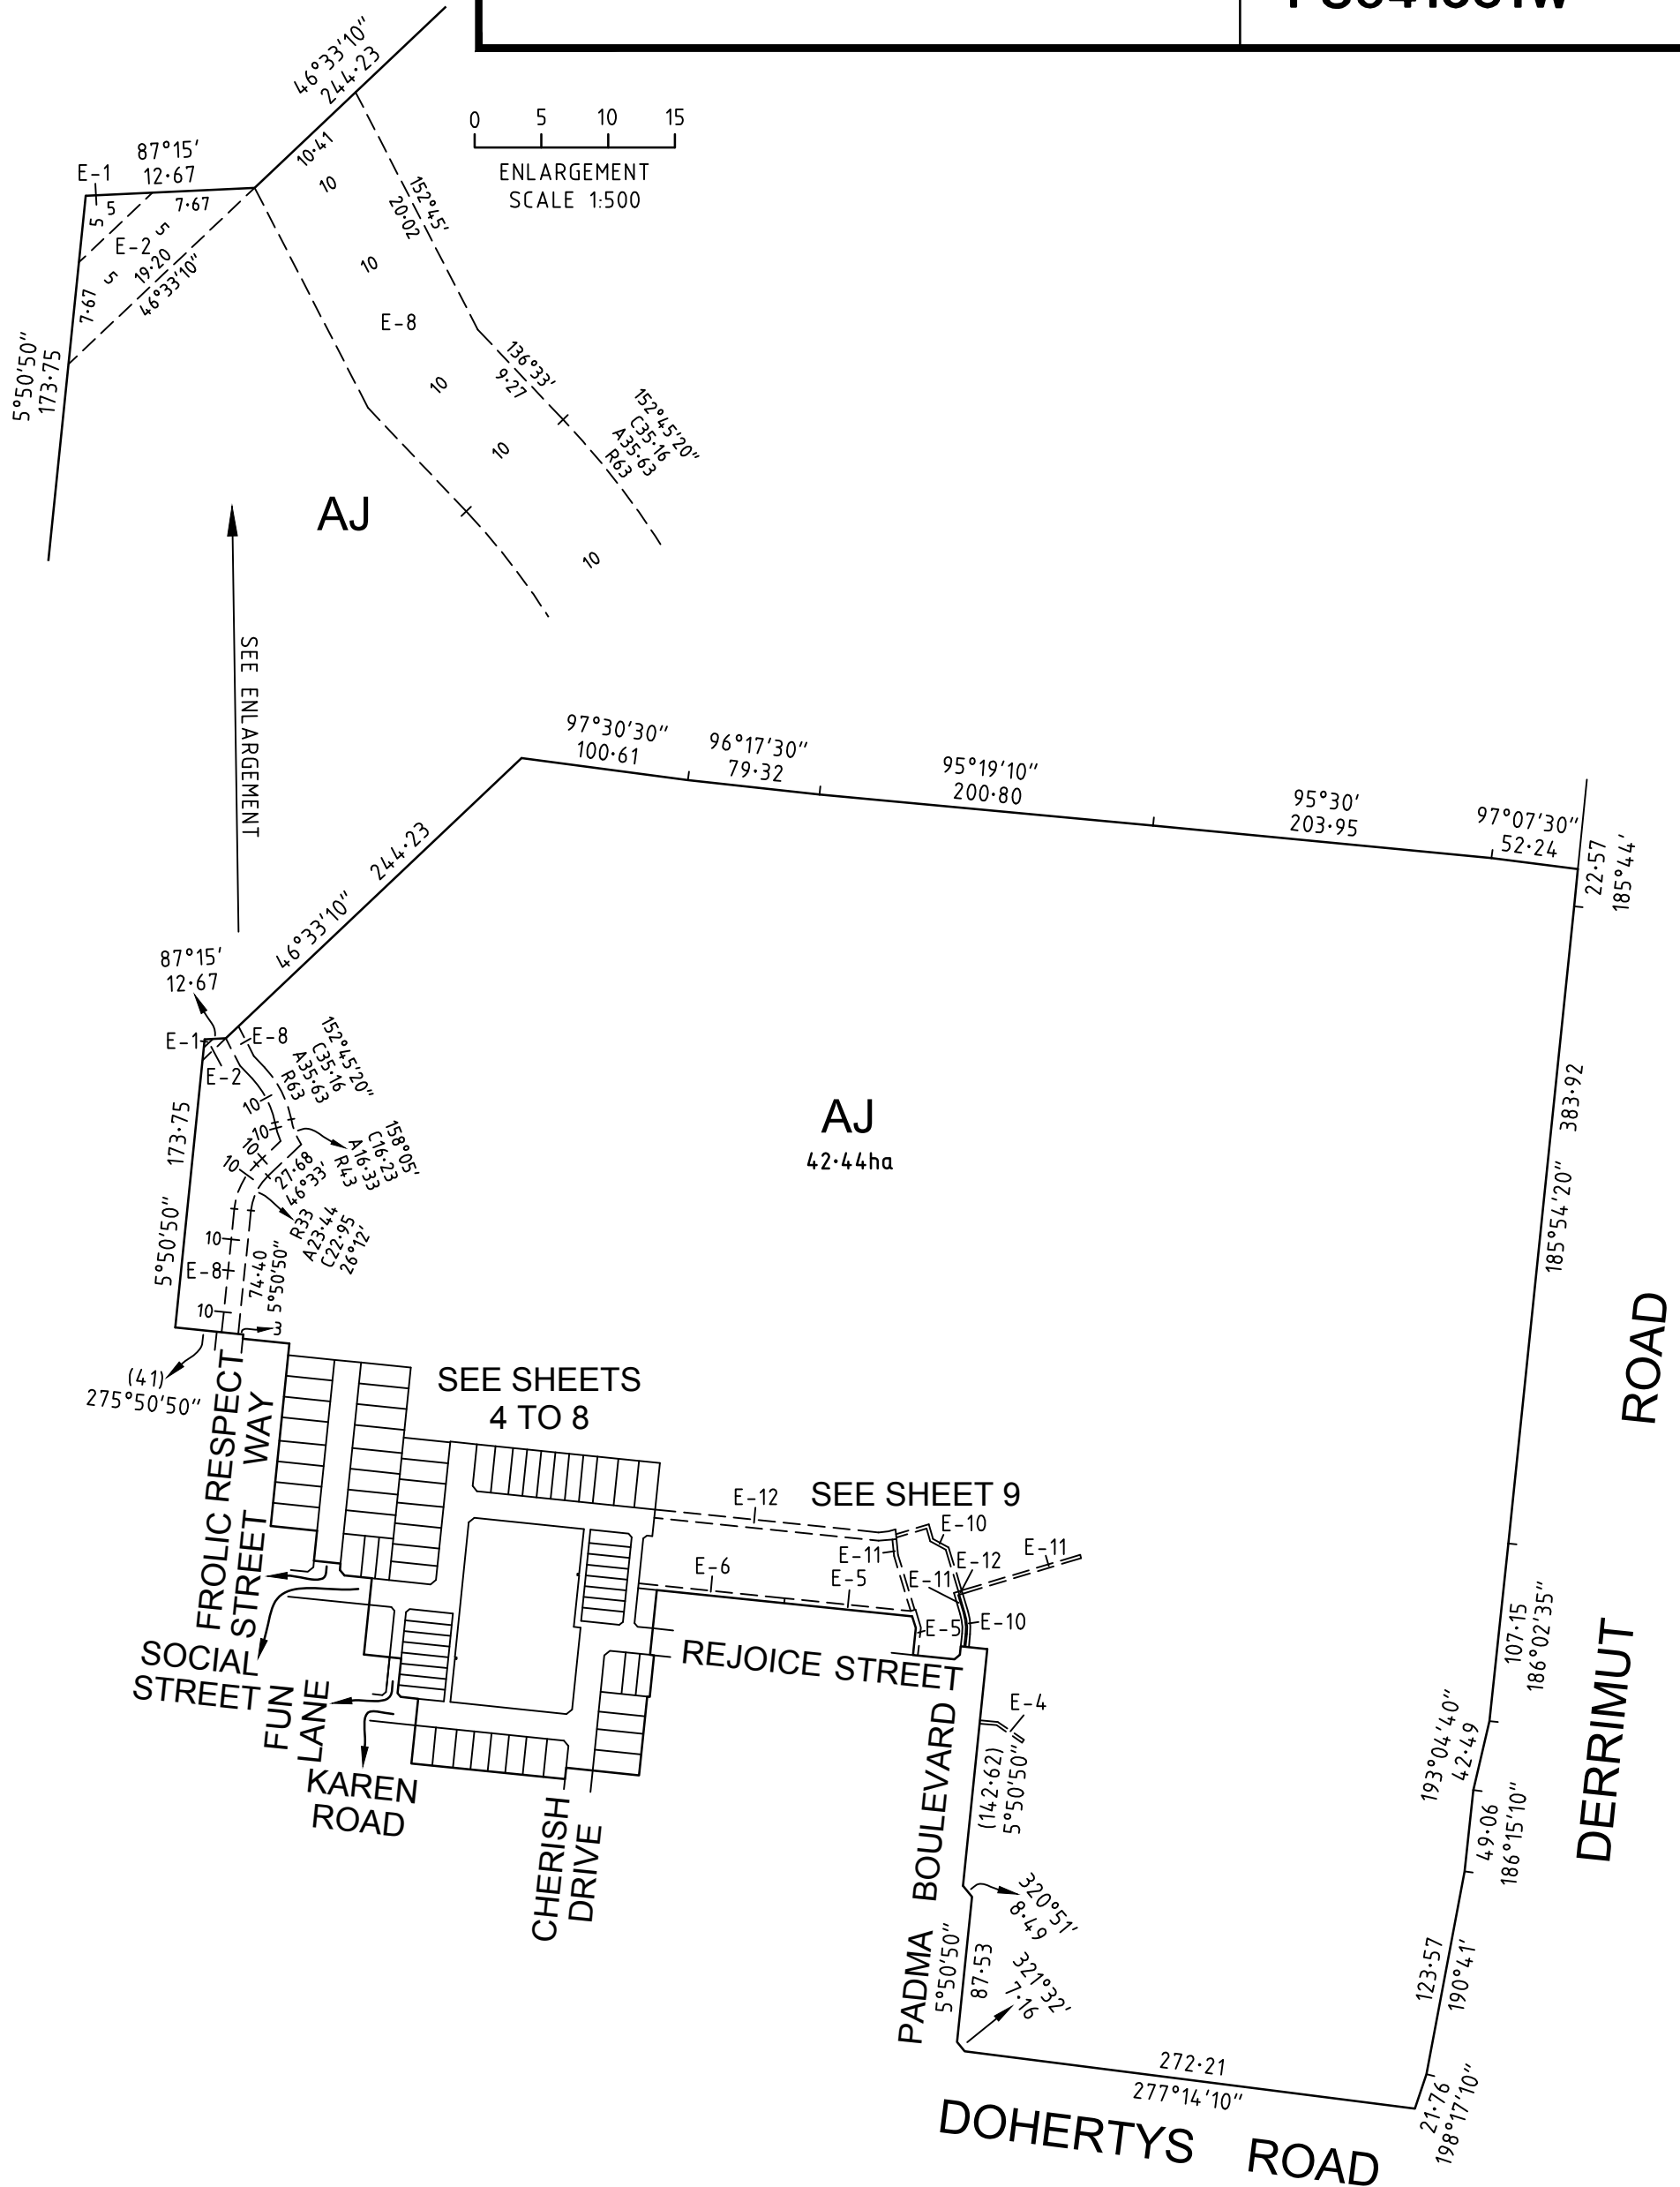 46°33'10"
244·23
10·41
0 5 10 15
ENLARGEMENT
SCALE 1:500
87°15'
12·67
E-1
5
5
7·67
5
E-2
5
19·20
46°33'10"
7·67
10
152°45'
20·02
10
E-8
10
136°33'
9·27
10
152°45'20"
C35·16
A35·63
R63
10
5°50'50"
173·75
AJ
SEE ENLARGEMENT
97°30'30"
100·61
96°17'30"
79·32
95°19'10"
200·80
95°30'
203·95
97°07'30"
52·24
22·57
185°44'
46°33'10" 244·23
87°15'
12·67
E-1
E-2
E-8
152°45'20"
C35·16
A35·63
R63
10
10
10
10
158°05'
C16·23
A16·33
R43
27·68
46°33'
R33
A23·44
C22·95
26°12'
173·75
5°50'50"
10
E-8
10
74·40
5°50'50"
3
(41)
275°50'50"
AJ
42·44ha
383·92
185°54'20"
SEE SHEETS
4 TO 8
FROLIC RESPECT
STREET WAY
SEE SHEET 9
E-12
E-10
E-11
E-12
E-11
E-11
E-6
E-5
E-5
E-10
REJOICE STREET
SOCIAL
STREET
FUN
LANE
KAREN
ROAD
CHERISH
DRIVE
E-4
(142·62)
5°50'50"
PADMA BOULEVARD
320°51'
8·49
5°50'50"
87·53
321°32'
7·16
107·15
186°02'35"
193°04'40"
42·49
49·06
186°15'10"
123·57
190°41'
21·76
198°17'10"
DERRIMUT ROAD
272·21
277°14'10"
DOHERTYS ROAD